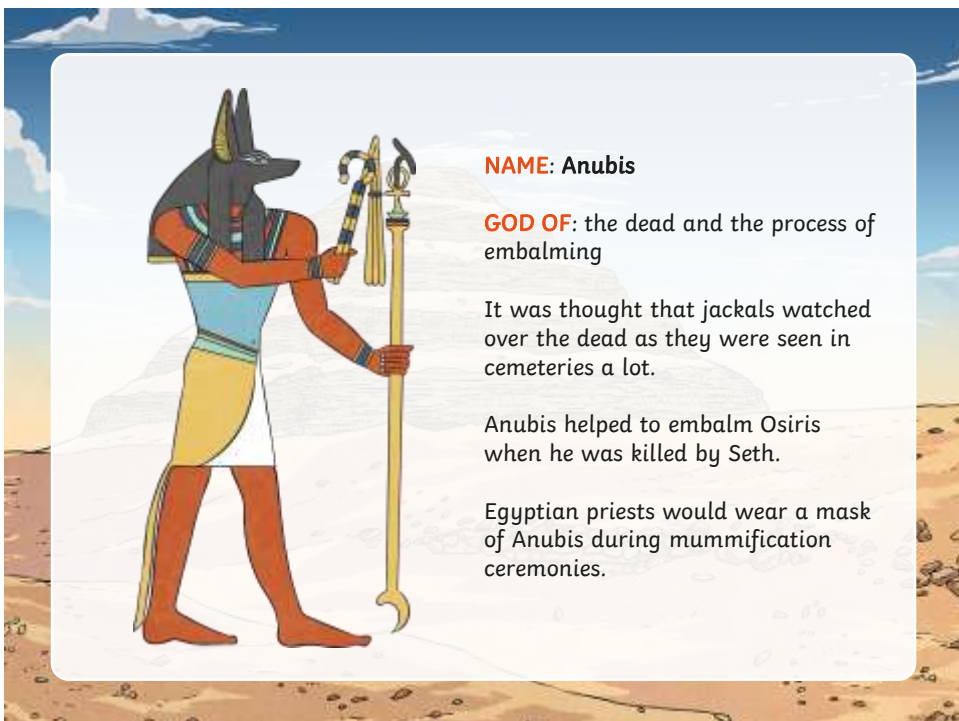 NAME: Anubis
GOD OF: the dead and the process of
embalming
It was thought that jackals watched
over the dead as they were seen in
cemeteries a lot.
Anubis helped to embalm Osiris
when he was killed by Seth.
Egyptian priests would wear a mask
of Anubis during mummification
ceremonies.